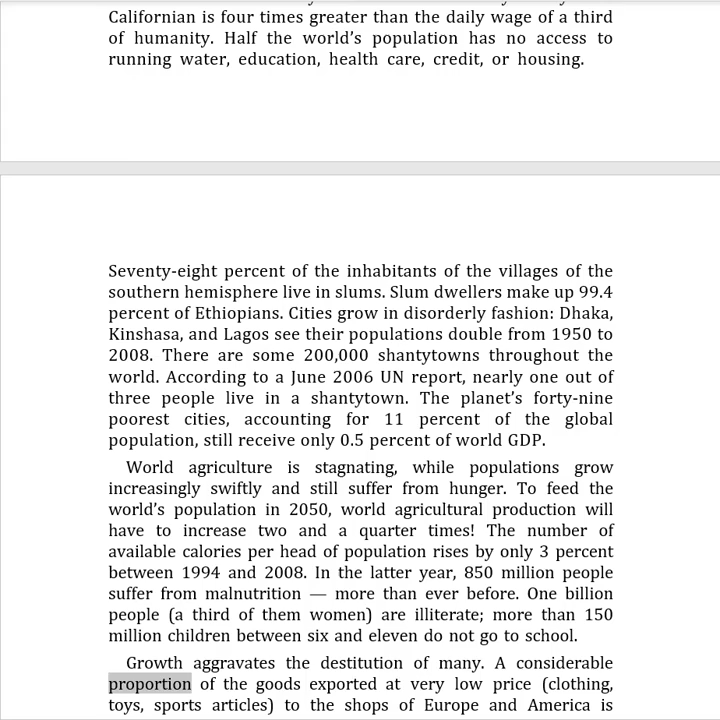 Californian is four times greater than the daily wage of a third
of humanity. Half the world’s population has no access to
running water, education, health care, credit, or housing.
Seventy-eight percent of the inhabitants of the villages of the
southern hemisphere live in slums. Slum dwellers make up 99.4
percent of Ethiopians. Cities grow in disorderly fashion: Dhaka,
Kinshasa, and Lagos see their populations double from 1950 to
2008. There are some 200,000 shantytowns throughout the
world. According to a June 2006 UN report, nearly one out of
three people live in a shantytown. The planet’s forty-nine
poorest cities, accounting for 11 percent of the global
population, still receive only 0.5 percent of world GDP.
World agriculture is stagnating, while populations grow
increasingly swiftly and still suffer from hunger. To feed the
world’s population in 2050, world agricultural production will
have to increase two and a quarter times! The number of
available calories per head of population rises by only 3 percent
between 1994 and 2008. In the latter year, 850 million people
suffer from malnutrition — more than ever before. One billion
people (a third of them women) are illiterate; more than 150
million children between six and eleven do not go to school.
Growth aggravates the destitution of many. A considerable
proportion of the goods exported at very low price (clothing,
toys, sports articles) to the shops of Europe and America is